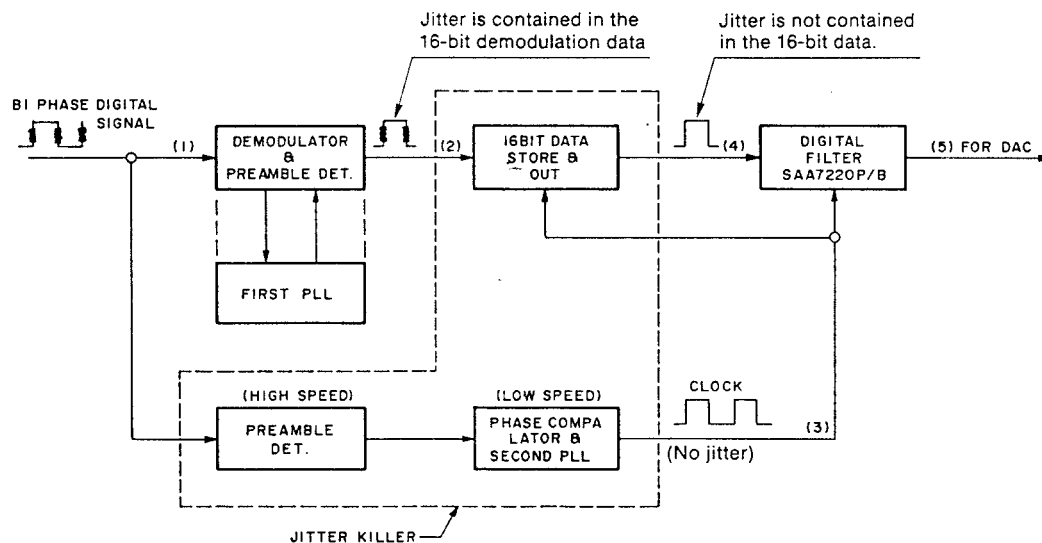 Jitter is contained in the
16-bit demodulation data
Jitter is not contained
in the 16-bit data.
BI PHASE DIGITAL
SIGNAL
(1)
DEMODULATOR
&
PREAMBLE DET.
(2)
16BIT DATA
STORE &
OUT
(4)
DIGITAL
FILTER
SAA7220P/B
(5) FOR DAC
FIRST PLL
(HIGH SPEED)
PREAMBLE
DET.
(LOW SPEED)
PHASE COMPA
LATOR &
SECOND PLL
CLOCK
(3)
(No jitter)
JITTER KILLER